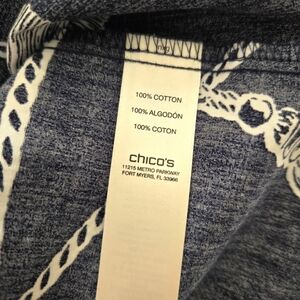 100% COTTON
100% ALGODÓN
100% COTON
chico's
11215 METRO PARKWAY
FORT MYERS, FL 33966